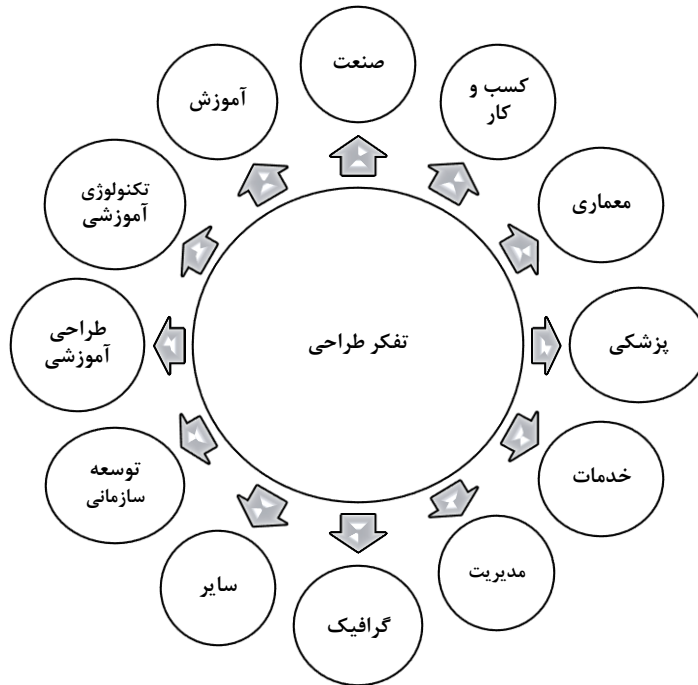 صنعت
کسب و
کار
معماری
پزشکی
خدمات
مدیریت
گرافیک
سایر
توسعه
سازمانی
طراحی
آموزشی
تکنولوژی
آموزشی
آموزش
تفکر طراحی